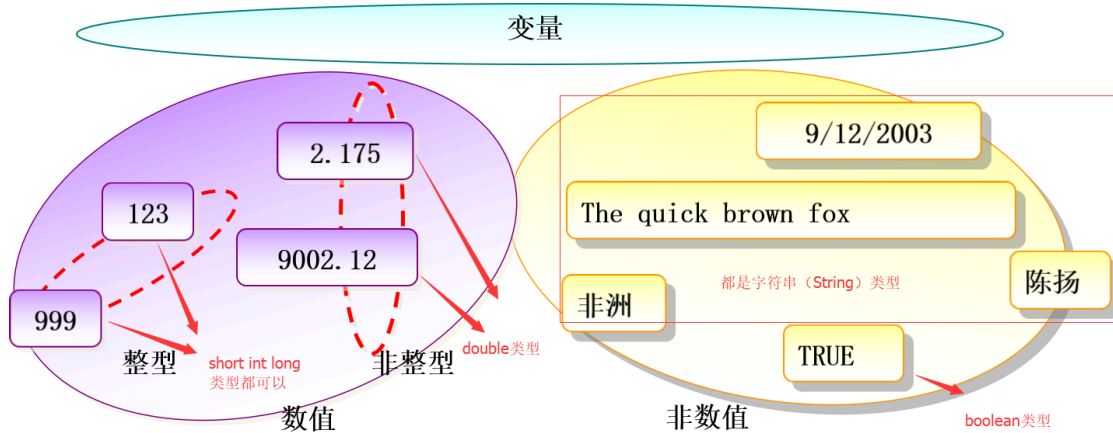 变量
2.175
123
9002.12
999
整型
short int long
类型都可以
非整型
double类型
数值
9/12/2003
The quick brown fox
都是字符串（String）类型
陈扬
非洲
TRUE
非数值
boolean类型